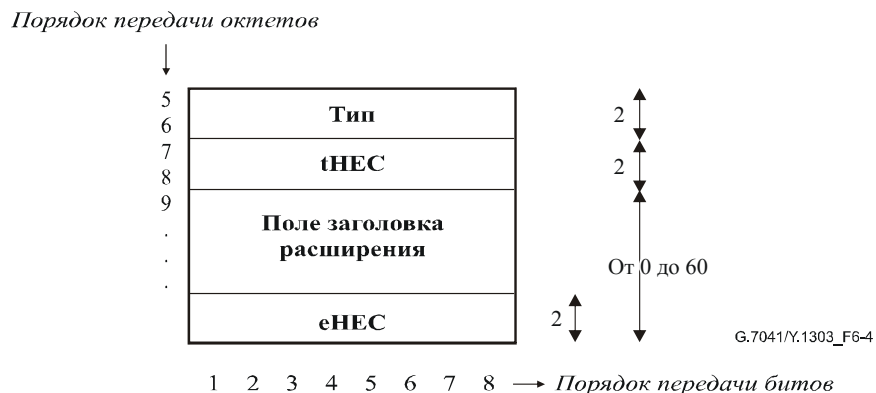 Порядок передачи октетов
5
Тип
2
6
7
tHEC
2
8
9
Поле заголовка
расширения
.
.
.
От 0 до 60
eHEC
2
G.7041/Y.1303_F6-4
1 2 3 4 5 6 7 8 Порядок передачи битов